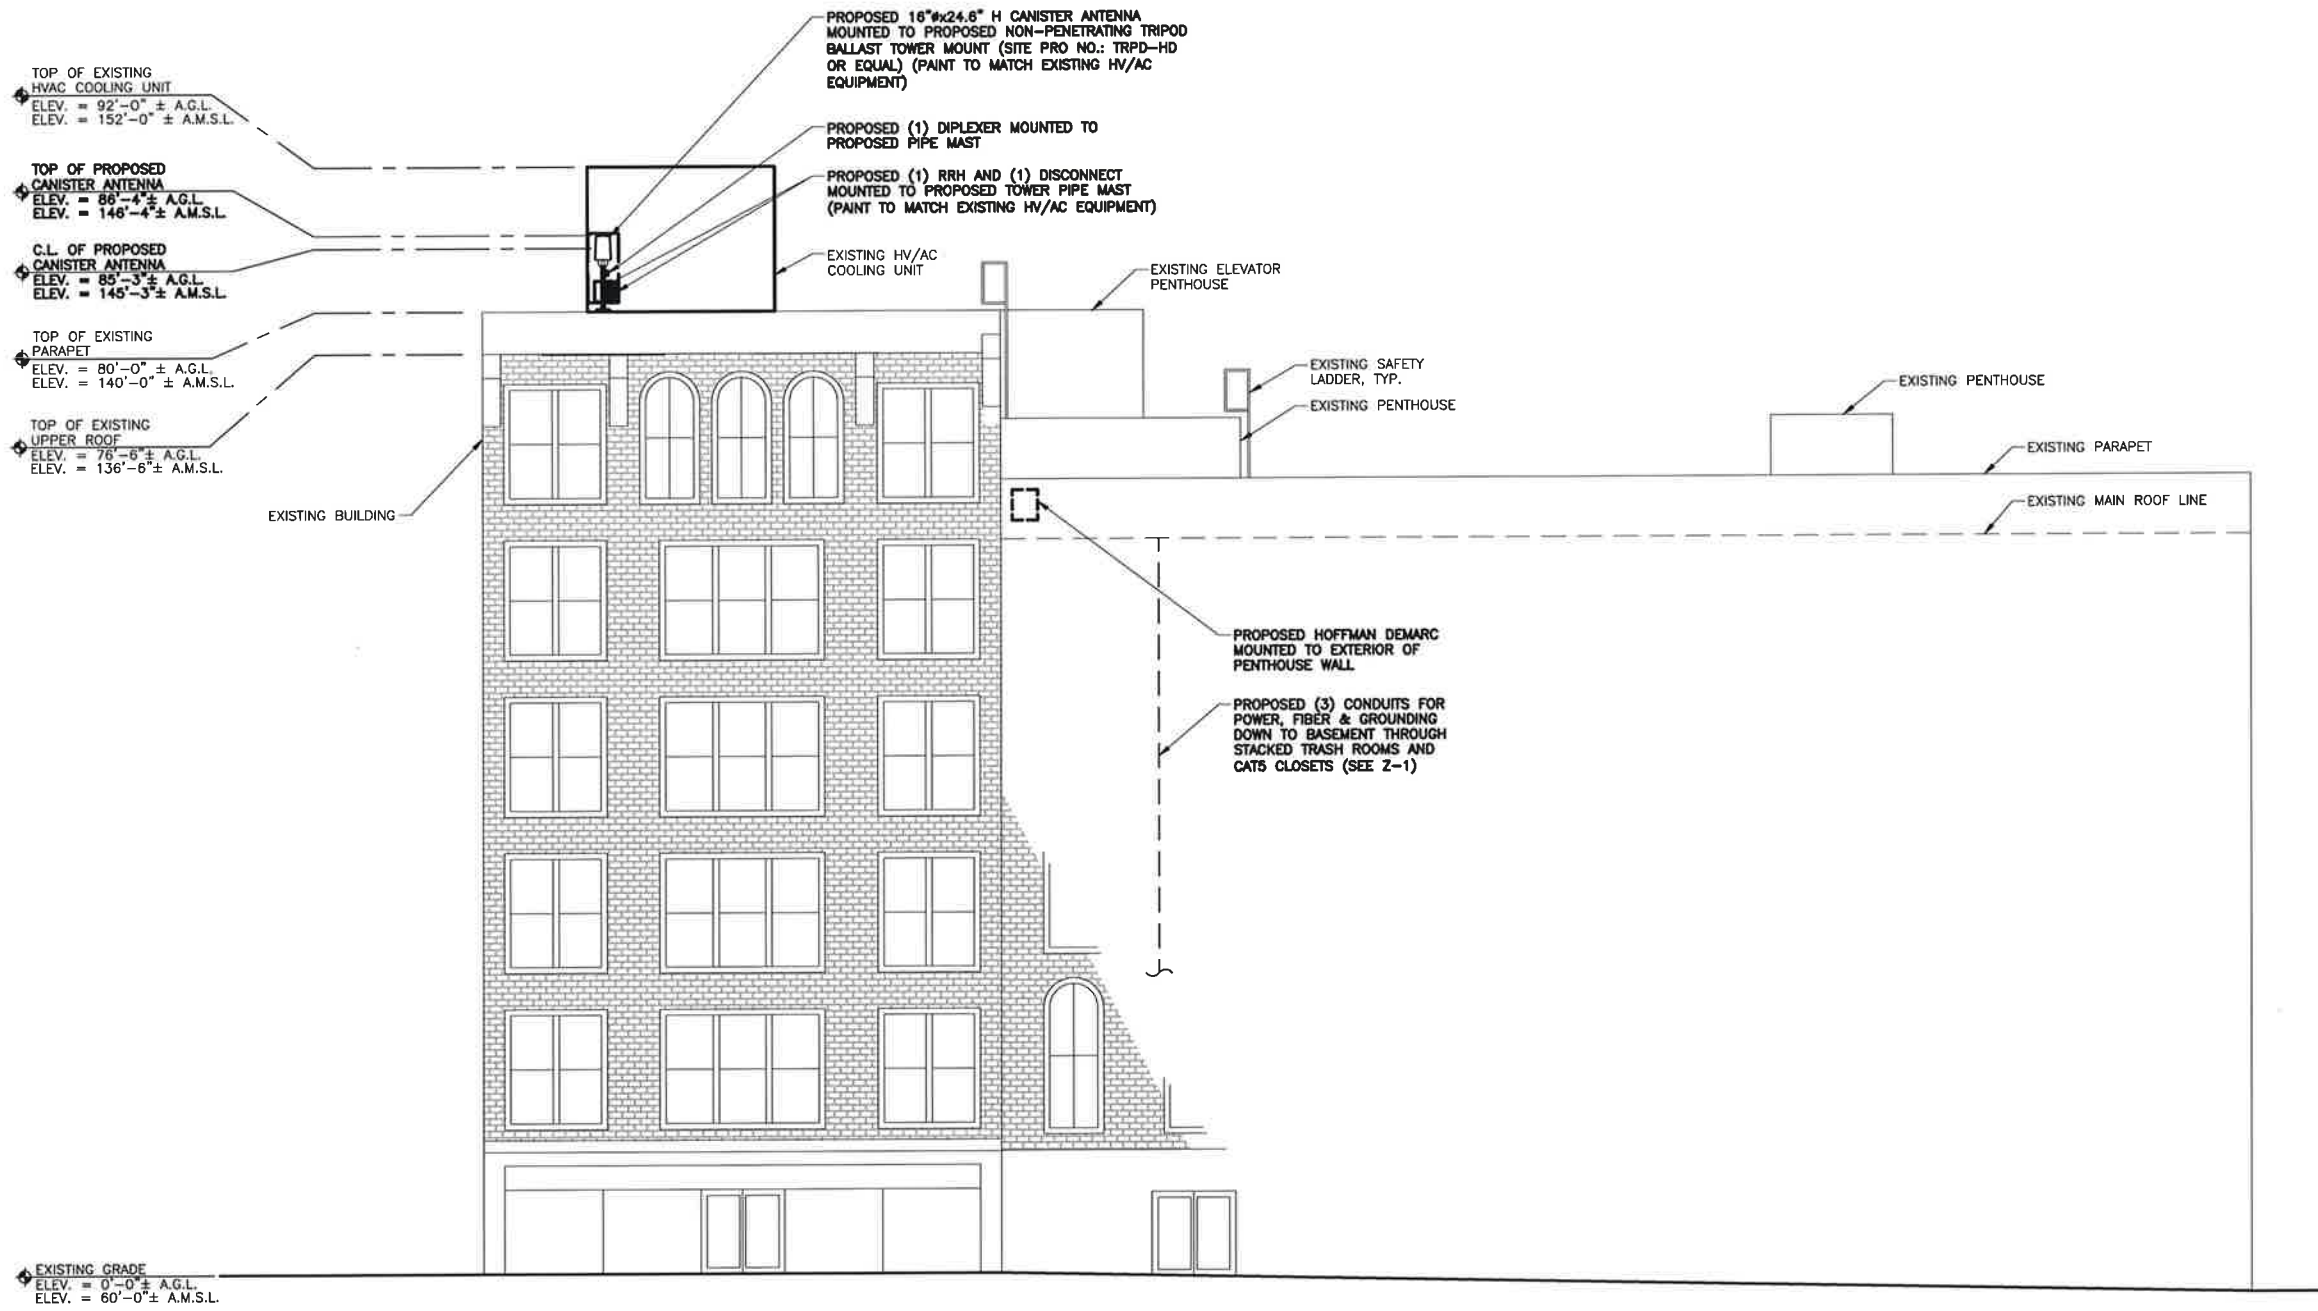 PROPOSED 16"øx24.6" H CANISTER ANTENNA
MOUNTED TO PROPOSED NON-PENETRATING TRIPOD
BALLAST TOWER MOUNT (SITE PRO NO.: TRPD-HD
OR EQUAL) (PAINT TO MATCH EXISTING HV/AC
EQUIPMENT)
TOP OF EXISTING
HVAC COOLING UNIT
ELEV. = 92'-0" ± A.G.L.
ELEV. = 152'-0" ± A.M.S.L.
PROPOSED (1) DIPLEXER MOUNTED TO
PROPOSED PIPE MAST
TOP OF PROPOSED
CANISTER ANTENNA
ELEV. = 86'-4"± A.G.L.
ELEV. = 146'-4"± A.M.S.L.
PROPOSED (1) RRH AND (1) DISCONNECT
MOUNTED TO PROPOSED TOWER PIPE MAST
(PAINT TO MATCH EXISTING HV/AC EQUIPMENT)
C.L. OF PROPOSED
CANISTER ANTENNA
ELEV. = 85'-3"± A.G.L.
ELEV. = 145'-3"± A.M.S.L.
EXISTING HV/AC
COOLING UNIT
EXISTING ELEVATOR
PENTHOUSE
TOP OF EXISTING
PARAPET
ELEV. = 80'-0" ± A.G.L.
ELEV. = 140'-0" ± A.M.S.L.
EXISTING SAFETY
LADDER, TYP.
EXISTING PENTHOUSE
EXISTING PENTHOUSE
TOP OF EXISTING
UPPER ROOF
ELEV. = 76'-6"± A.G.L.
ELEV. = 136'-6"± A.M.S.L.
EXISTING PARAPET
EXISTING MAIN ROOF LINE
EXISTING BUILDING
PROPOSED HOFFMAN DEMARC
MOUNTED TO EXTERIOR OF
PENTHOUSE WALL
PROPOSED (3) CONDUITS FOR
POWER, FIBER & GROUNDING
DOWN TO BASEMENT THROUGH
STACKED TRASH ROOMS AND
CAT5 CLOSETS (SEE Z-1)
EXISTING GRADE
ELEV. = 0'-0"± A.G.L.
ELEV. = 60'-0"± A.M.S.L.